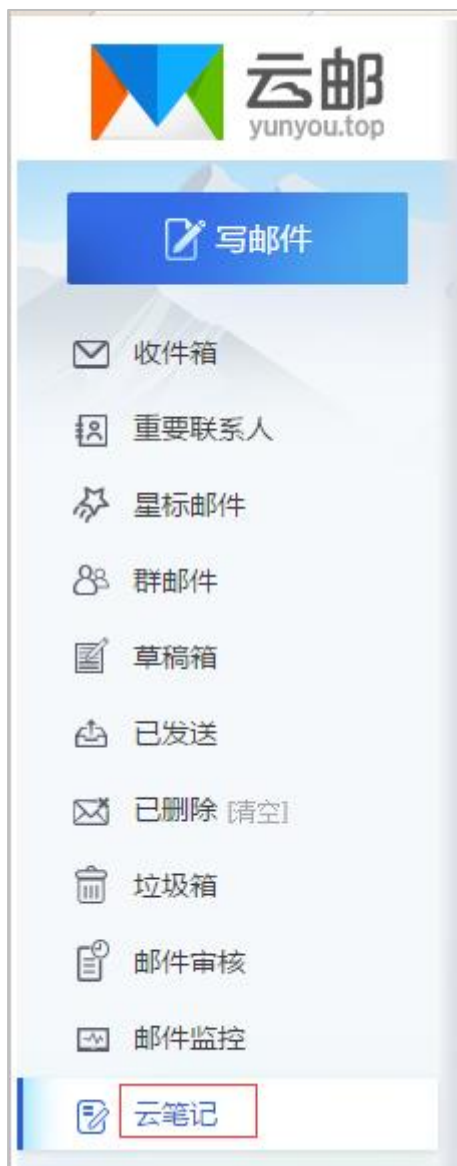 云邮
yunyou.top
写邮件
收件箱
重要联系人
星标邮件
群邮件
草稿箱
已发送
已删除 [清空]
垃圾箱
邮件审核
邮件监控
云笔记